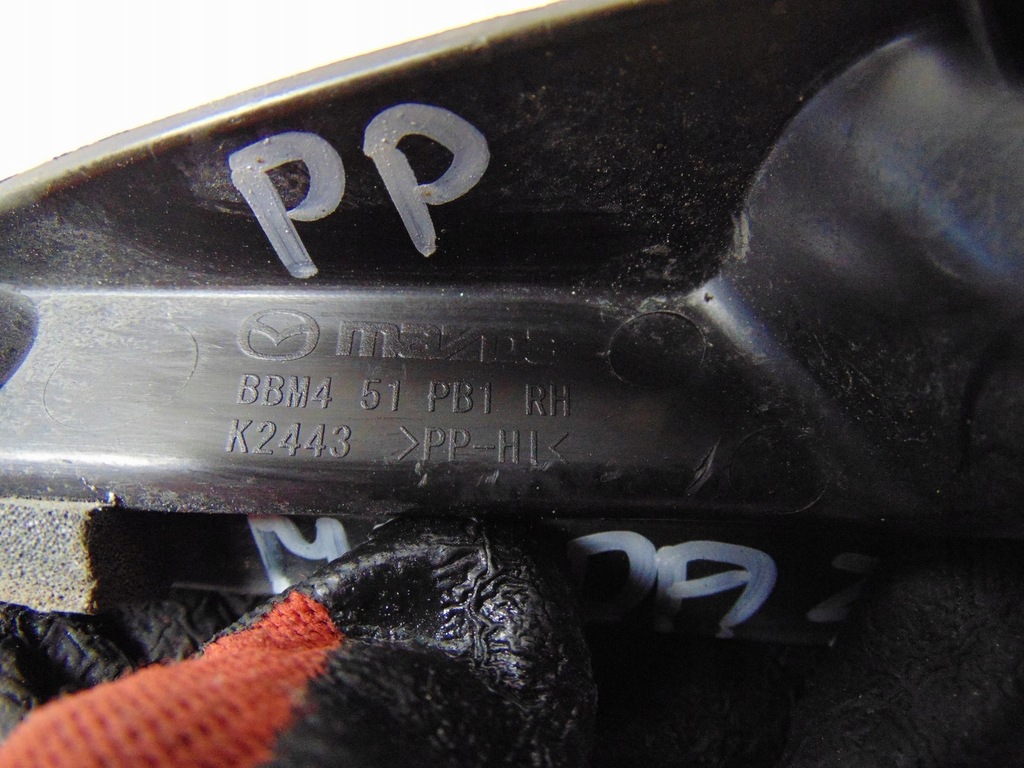 PP
mazda
BBM4 51 PB1 RH
K2443 >PP-HI<